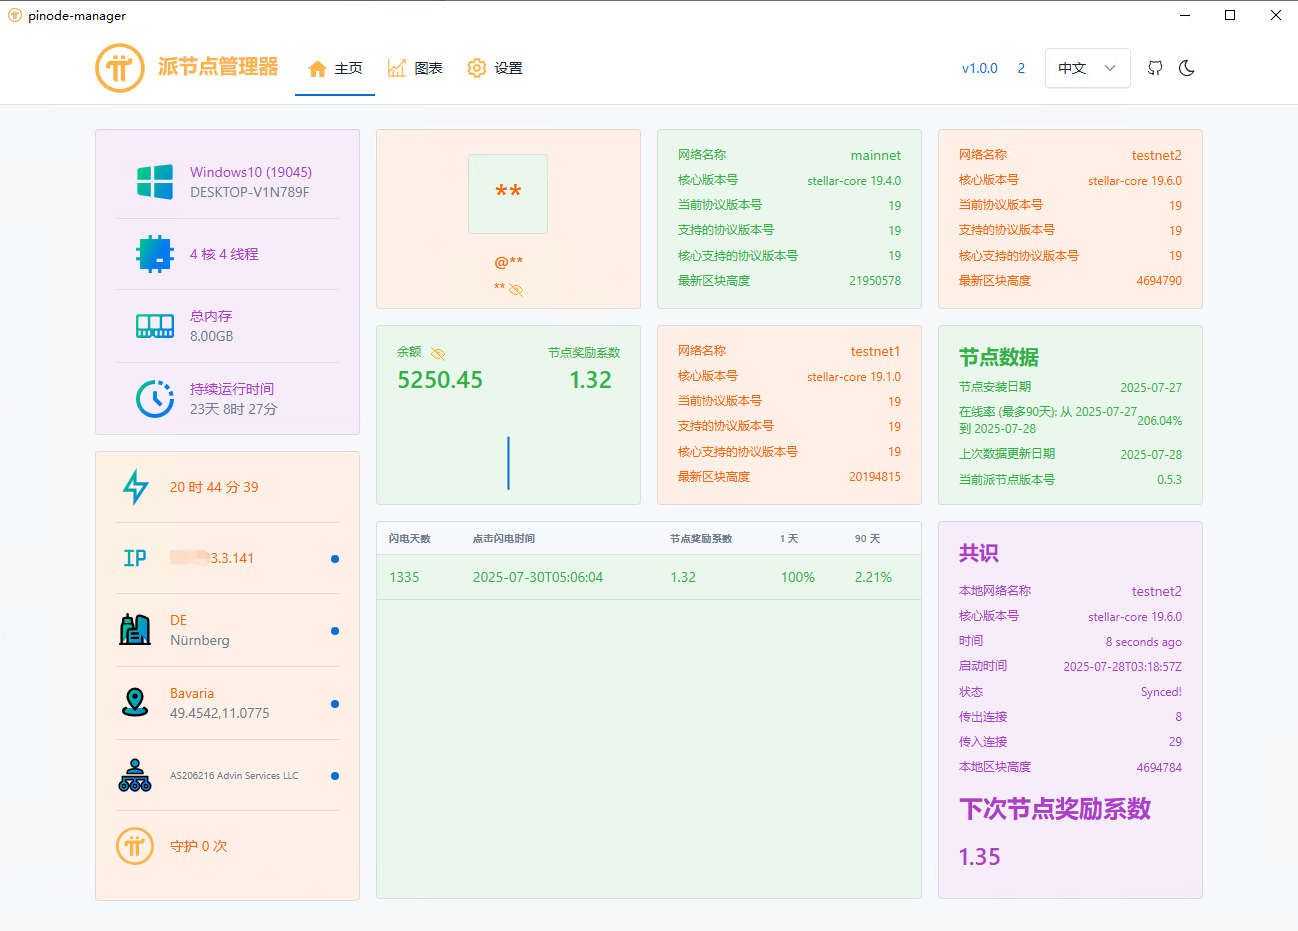 pinode-manager
派节点管理器
主页
图表
设置
v1.0.0
2
中文
Windows10 (19045)
DESKTOP-V1N789F
4 核 4 线程
总内存
8.00GB
持续运行时间
23天 8时 27分
20 时 44 分 39
IP
3.3.141
DE
Nürnberg
Bavaria
49.4542,11.0775
AS206216 Advin Services LLC
守护 0 次
**
@**
**
余额
节点奖励系数
5250.45
1.32
网络名称 mainnet
核心版本号 stellar-core 19.4.0
当前协议版本号 19
支持的协议版本号 19
核心支持的协议版本号 19
最新区块高度 21950578
网络名称 testnet2
核心版本号 stellar-core 19.6.0
当前协议版本号 19
支持的协议版本号 19
核心支持的协议版本号 19
最新区块高度 4694790
网络名称 testnet1
核心版本号 stellar-core 19.1.0
当前协议版本号 19
支持的协议版本号 19
核心支持的协议版本号 19
最新区块高度 20194815
节点数据
节点安装日期 2025-07-27
在线率 (最多90天): 从 2025-07-27
到 2025-07-28
206.04%
上次数据更新日期 2025-07-28
当前派节点版本号 0.5.3
闪电天数 点击闪电时间 节点奖励系数 1 天 90 天
1335 2025-07-30T05:06:04 1.32 100% 2.21%
共识
本地网络名称 testnet2
核心版本号 stellar-core 19.6.0
时间 8 seconds ago
启动时间 2025-07-28T03:18:57Z
状态 Synced!
传出连接 8
传入连接 29
本地区块高度 4694784
下次节点奖励系数
1.35